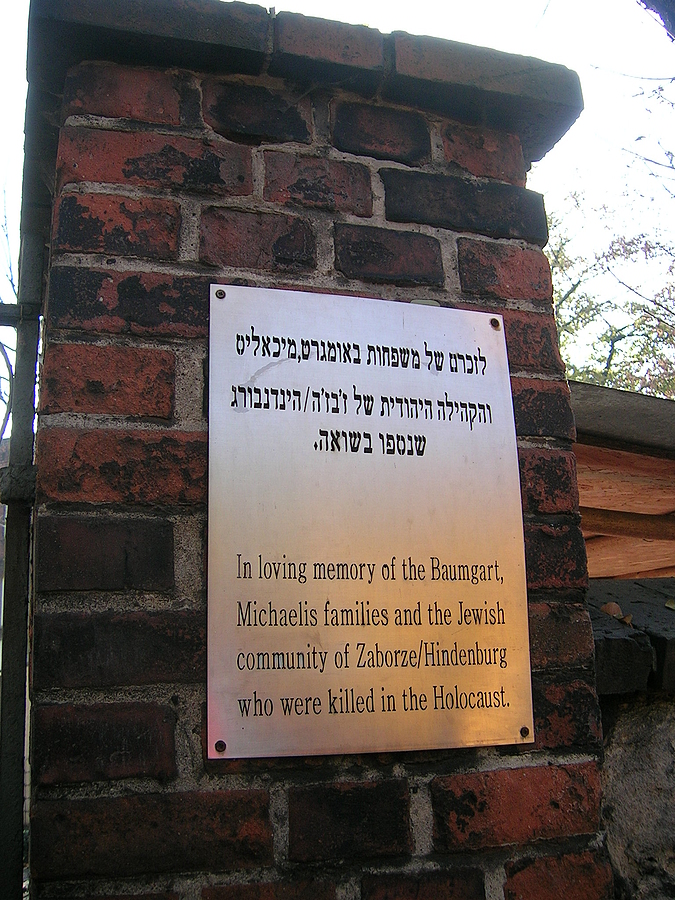 לזכרם של משפחות באומגרט,מיכאליס
והקהילה היהודית של ז'בז'ה/הינדנבורג
שנספו בשואה.
In loving memory of the Baumgart,
Michaelis families and the Jewish
community of Zaborze/Hindenburg
who were killed in the Holocaust.